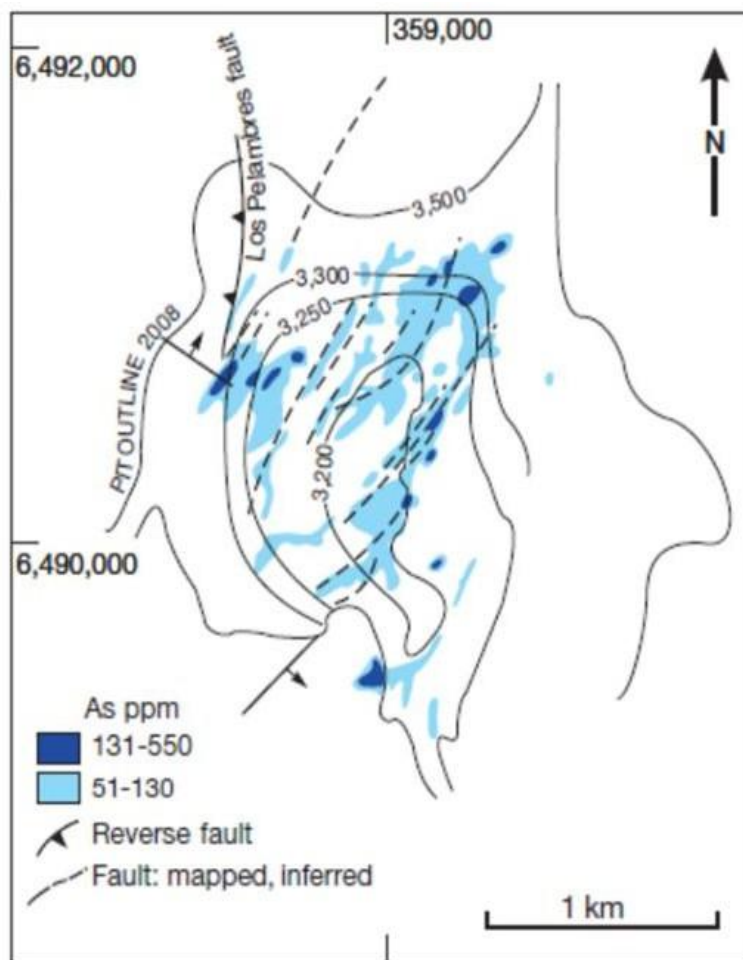 359,000
6,492,000
Los Pelambres fault
N
3,500
3,300
3,250
PIT OUTLINE 2008
3,200
6,490,000
As ppm
131-550
51-130
Reverse fault
Fault: mapped, inferred
1 km